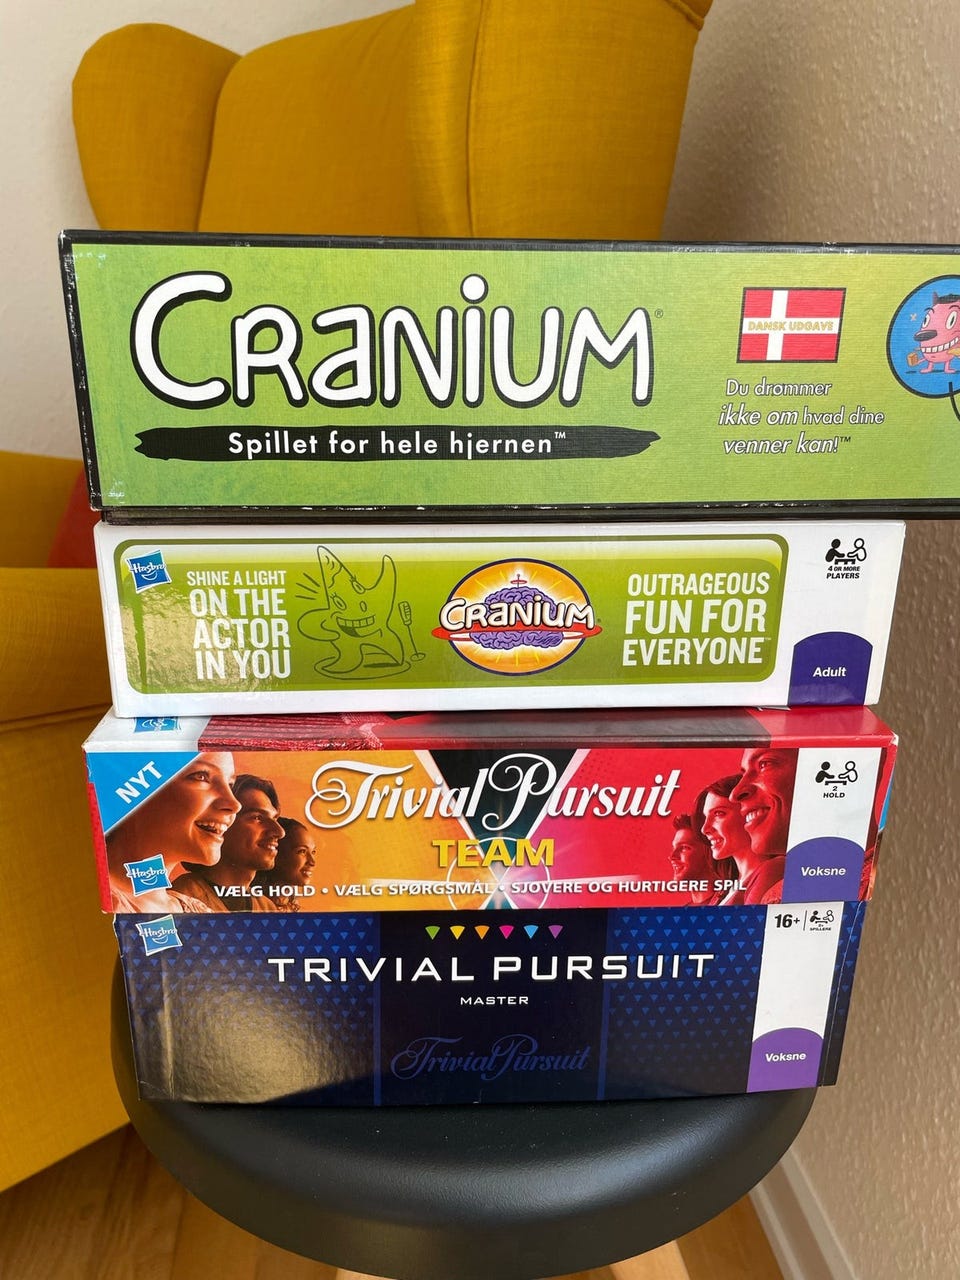 CRANIUM®
Spillet for hele hjernen™
DANSK UDGAVE
Du drømmer
ikke om hvad dine
venner kan!™
Hasbro
SHINE A LIGHT
ON THE
ACTOR
IN YOU
CRANIUM
OUTRAGEOUS
FUN FOR
EVERYONE™
4 OR MORE
PLAYERS
Adult
NYT
Hasbro
Trivial Pursuit
TEAM
VÆLG HOLD • VÆLG SPØRGSMÅL • SJOVERE OG HURTIGERE SPIL
2
HOLD
Voksne
Hasbro
TRIVIAL PURSUIT
MASTER
Trivial Pursuit
16+
SPILLERE
Voksne